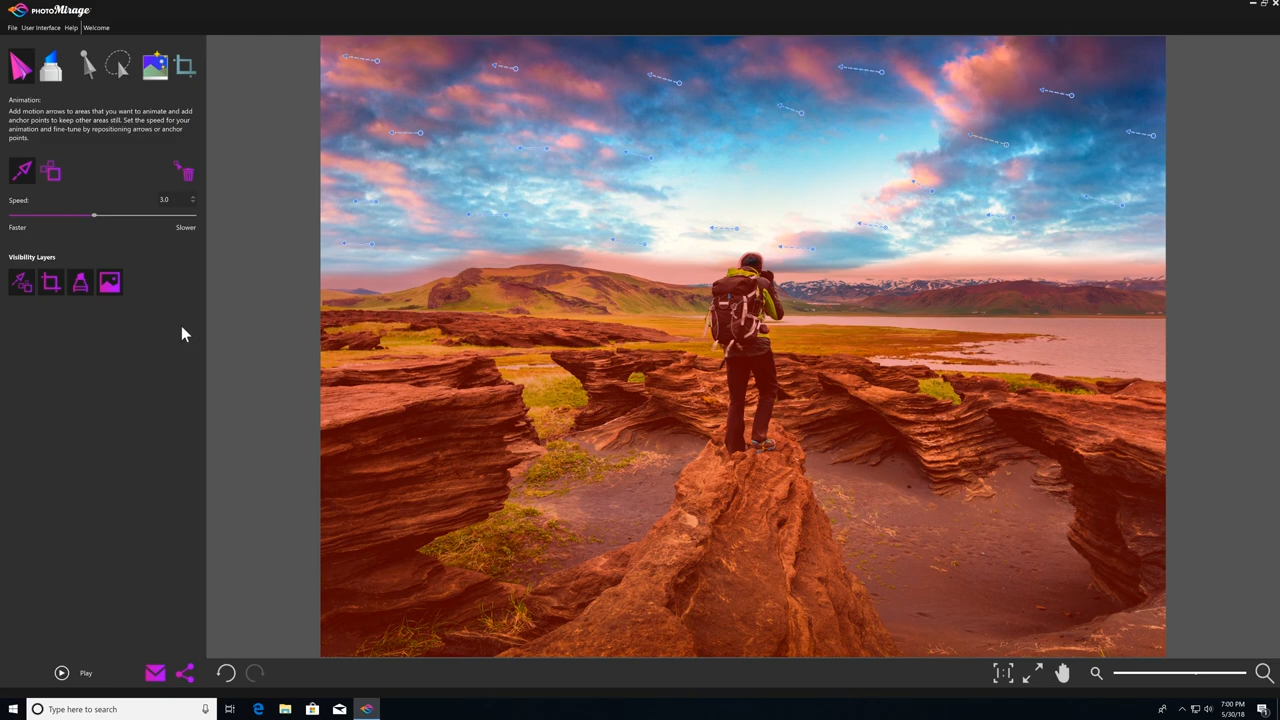 PHOTOMirage
File User Interface Help Welcome
Animation:
Add motion arrows to areas that you want to animate and add
anchor points to keep other areas still. Set the speed for your
animation and fine-tune by repositioning arrows or anchor
points.
Speed:
3.0
Faster Slower
Visibility Layers
Play
Type here to search
7:00 PM
5/30/18
1